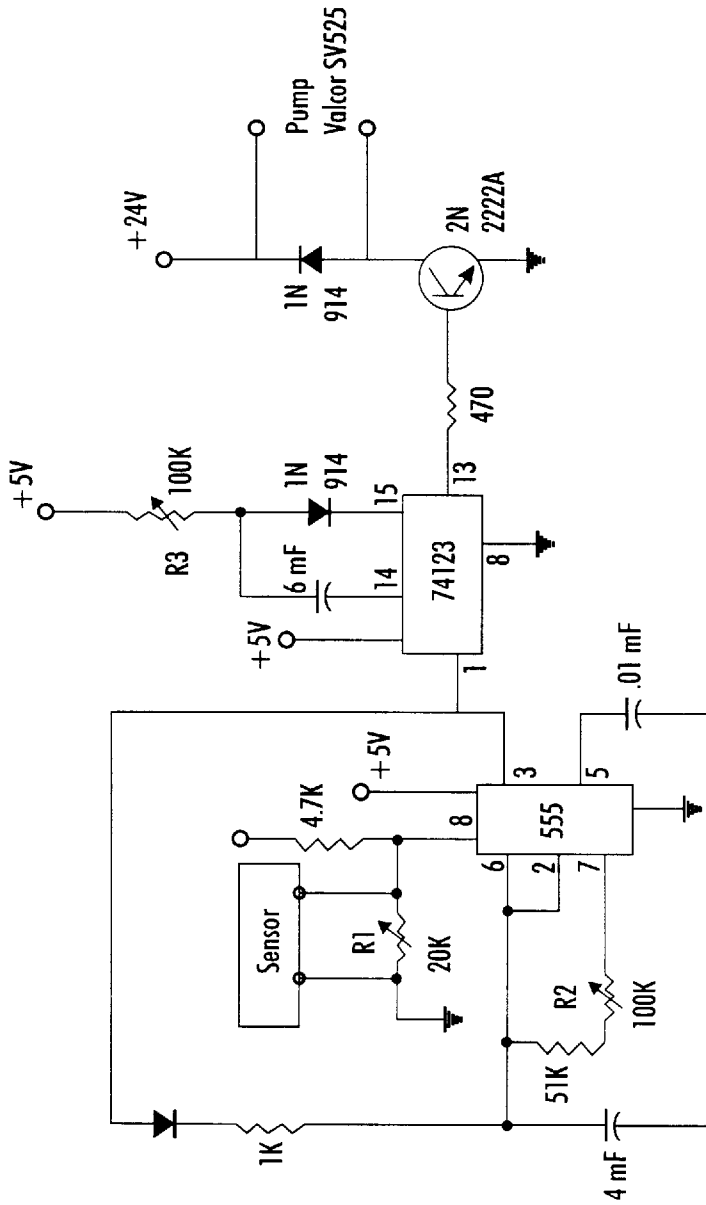 +24V
Pump
Valcor SV525
1N
914
2N
2222A
470
+5V
R3
100K
6 mF
1N
914
+5V
14
15
74123
13
8
1
Sensor
4.7K
+5V
R1
20K
8
3
6
555
2
7
5
.01 mF
1K
51K
R2
100K
4 mF